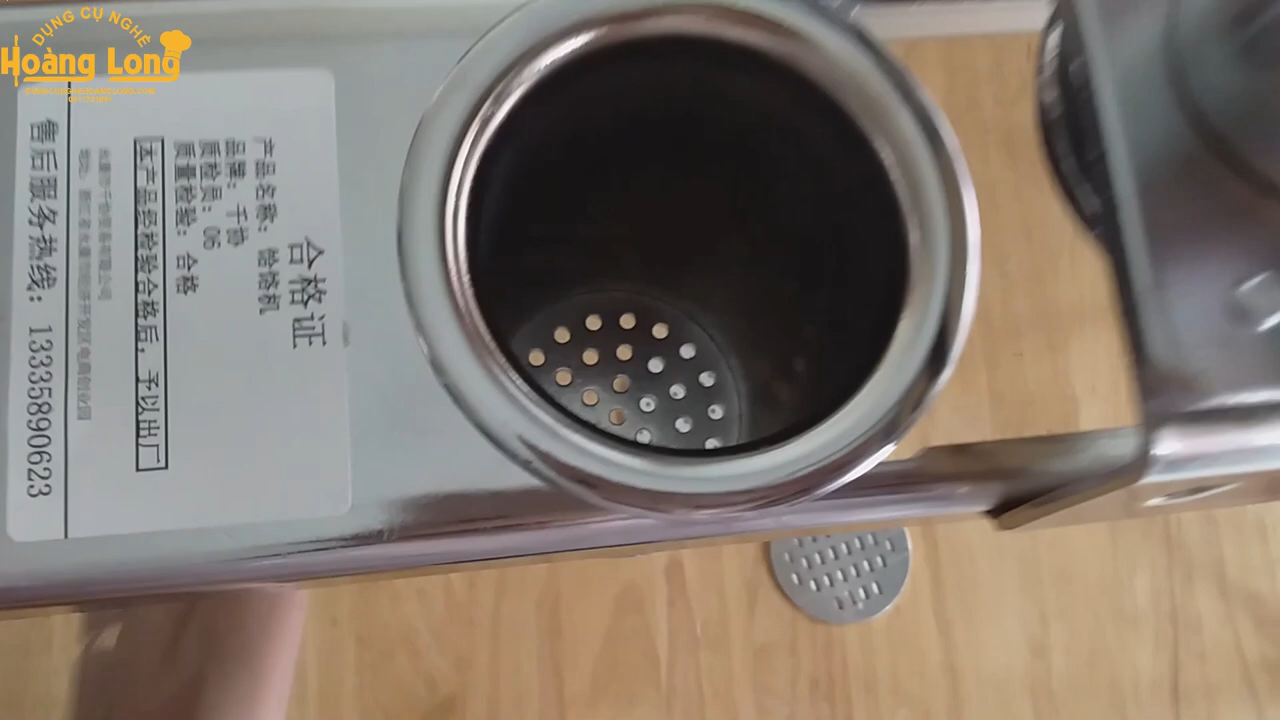 DỤNG CỤ NGHỀ
Hoàng Long
合格证
产品名称：饸饹机
品牌：千协
质检员：06
质量检验：合格
本产品经检验合格后，予以出厂
售后服务热线：13335890623